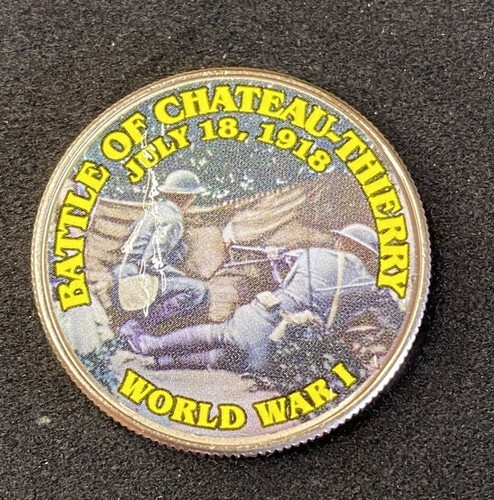 BATTLE OF CHATEAU-THIERRY
JULY 18, 1918
WORLD WAR I